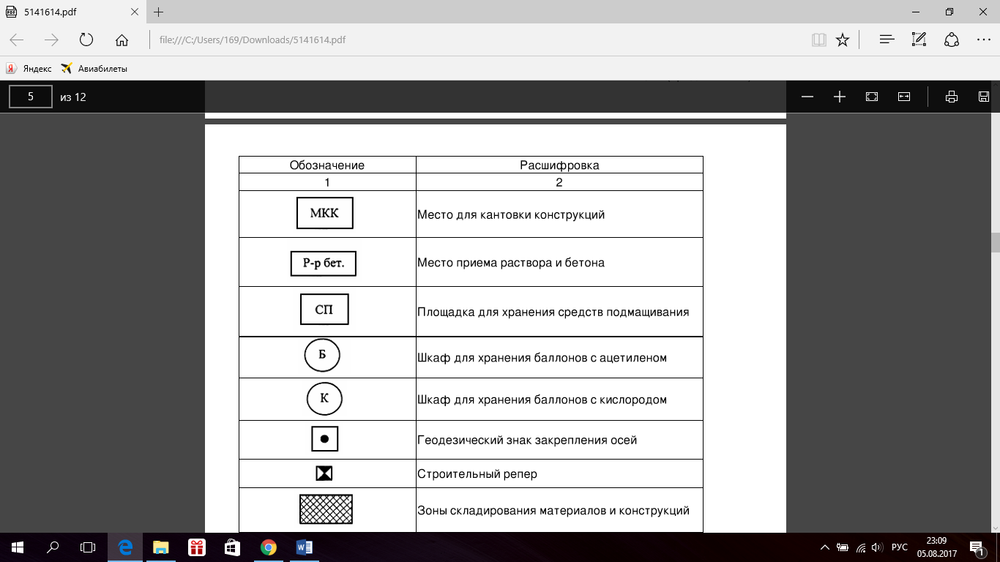 5141614.pdf
file:///C:/Users/169/Downloads/5141614.pdf
Яндекс
Авиабилеты
5 из 12
Обозначение Расшифровка
1 2
МКК Место для кантовки конструкций
Р-р бет. Место приема раствора и бетона
СП Площадка для хранения средств подмащивания
Б Шкаф для хранения баллонов с ацетиленом
К Шкаф для хранения баллонов с кислородом
Геодезический знак закрепления осей
Строительный репер
Зоны складирования материалов и конструкций
РУС
23:09
05.08.2017
1